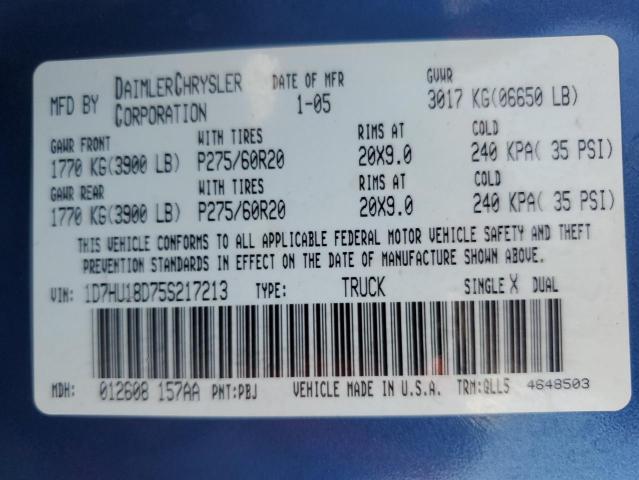 MFD BY DAIMLERCHRYSLER CORPORATION DATE OF MFR 1-05 GVWR 3017 KG(06650 LB)
GAWR FRONT WITH TIRES RIMS AT COLD
1770 KG(3900 LB) P275/60R20 20X9.0 240 KPA( 35 PSI)
GAWR REAR WITH TIRES RIMS AT COLD
1770 KG(3900 LB) P275/60R20 20X9.0 240 KPA( 35 PSI)
THIS VEHICLE CONFORMS TO ALL APPLICABLE FEDERAL MOTOR VEHICLE SAFETY AND THEFT
PREVENTION STANDARDS IN EFFECT ON THE DATE OF MANUFACTURE SHOWN ABOVE.
VIN: 1D7HU18D75S217213 TYPE: TRUCK SINGLE X DUAL
MDH: 012608 157AA PNT:PBJ VEHICLE MADE IN U.S.A. TRM:QLL5 4648503